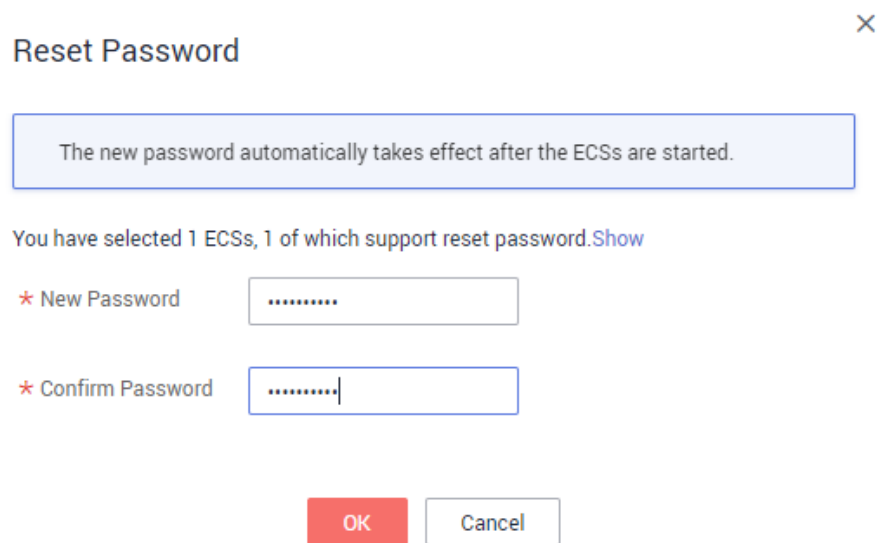 Reset Password
The new password automatically takes effect after the ECSs are started.
You have selected 1 ECSs, 1 of which support reset password.Show
* New Password ••••••••••
* Confirm Password ••••••••••
OK Cancel